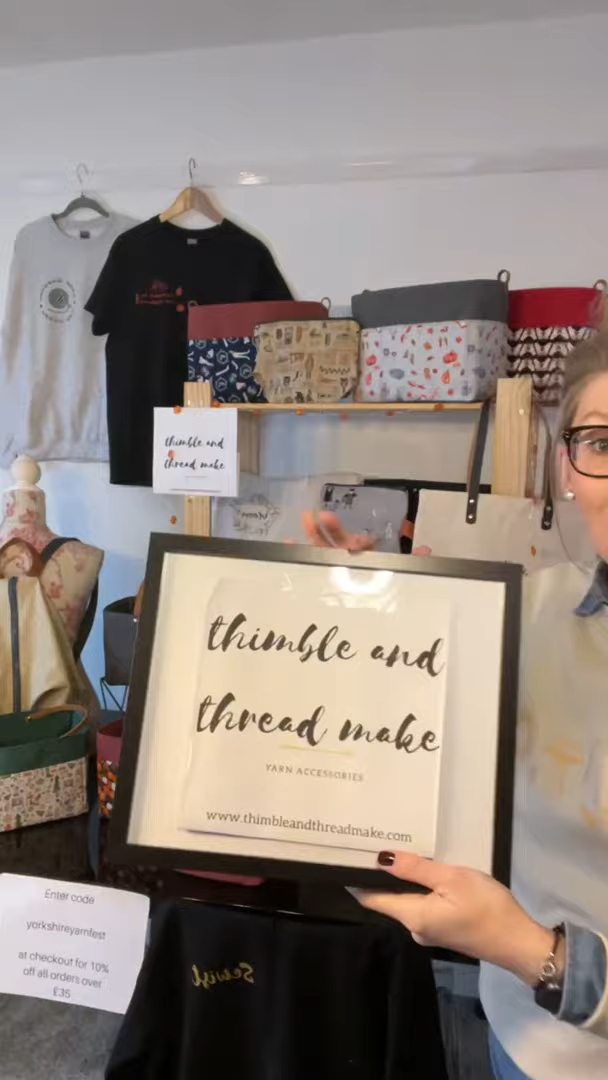 thimble and
thread make
thimble and
thread make
YARN ACCESSORIES
www.thimbleandthreadmake.com
Enter code
yorkshireyarnfest
at checkout for 10%
off all orders over
£35